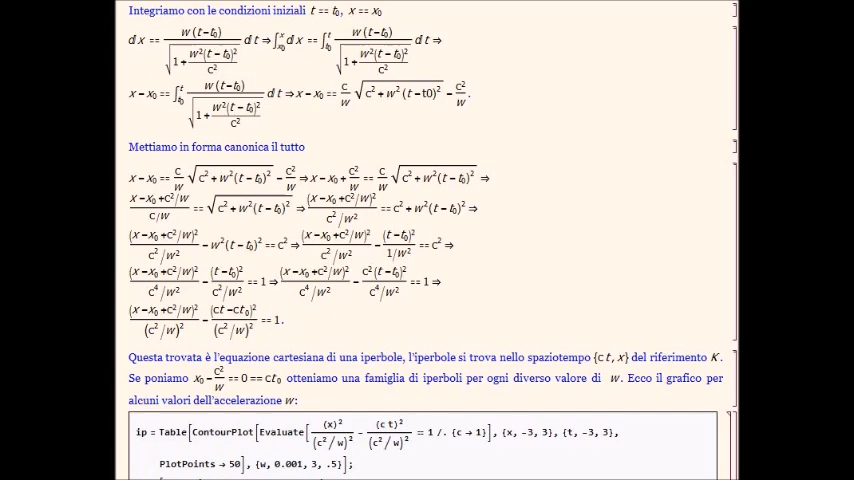 Integriamo con le condizioni iniziali t == t₀, x == x₀
dx == w (t−t₀) / √(1 + w²(t−t₀)²/c²) dt ⇒ ∫ₓ₀ˣ dx == ∫ₜ₀ᵗ w (t−t₀) / √(1 + w²(t−t₀)²/c²) dt ⇒
x − x₀ == ∫ₜ₀ᵗ w (t−t₀) / √(1 + w²(t−t₀)²/c²) dt ⇒ x − x₀ == c/w √(c² + w² (t − t0)²) − c²/w.
Mettiamo in forma canonica il tutto
x − x₀ == c/w √(c² + w² (t − t₀)²) − c²/w ⇒ x − x₀ + c²/w == c/w √(c² + w² (t − t₀)²) ⇒
(x − x₀ + c²/w) / (c/w) == √(c² + w² (t − t₀)²) ⇒ (x − x₀ + c²/w)² / (c²/w²) == c² + w² (t − t₀)² ⇒
(x − x₀ + c²/w)² / (c²/w²) − w² (t − t₀)² == c² ⇒ (x − x₀ + c²/w)² / (c²/w²) − (t − t₀)² / (1/w²) == c² ⇒
(x − x₀ + c²/w)² / (c⁴/w²) − (t − t₀)² / (c²/w²) == 1 ⇒ (x − x₀ + c²/w)² / (c⁴/w²) − c² (t − t₀)² / (c⁴/w²) == 1 ⇒
(x − x₀ + c²/w)² / (c²/w)² − (ct − ct₀)² / (c²/w)² == 1.
Questa trovata è l'equazione cartesiana di una iperbole, l'iperbole si trova nello spaziotempo {c t, x} del riferimento K.
Se poniamo x₀ − c²/w == 0 == ct₀ otteniamo una famiglia di iperboli per ogni diverso valore di w. Ecco il grafico per
alcuni valori dell'accelerazione w:
ip = Table[ContourPlot[Evaluate[(x)² / (c²/w)² − (c t)² / (c²/w)² == 1 /. {c → 1}], {x, -3, 3}, {t, -3, 3},
PlotPoints → 50], {w, 0.001, 3, .5}];